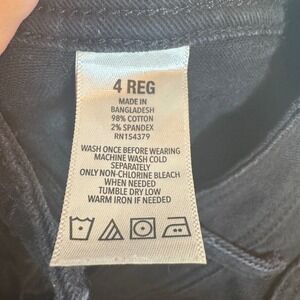 4 REG
MADE IN
BANGLADESH
98% COTTON
2% SPANDEX
RN154379
WASH ONCE BEFORE WEARING
MACHINE WASH COLD
SEPARATELY
ONLY NON-CHLORINE BLEACH
WHEN NEEDED
TUMBLE DRY LOW
WARM IRON IF NEEDED